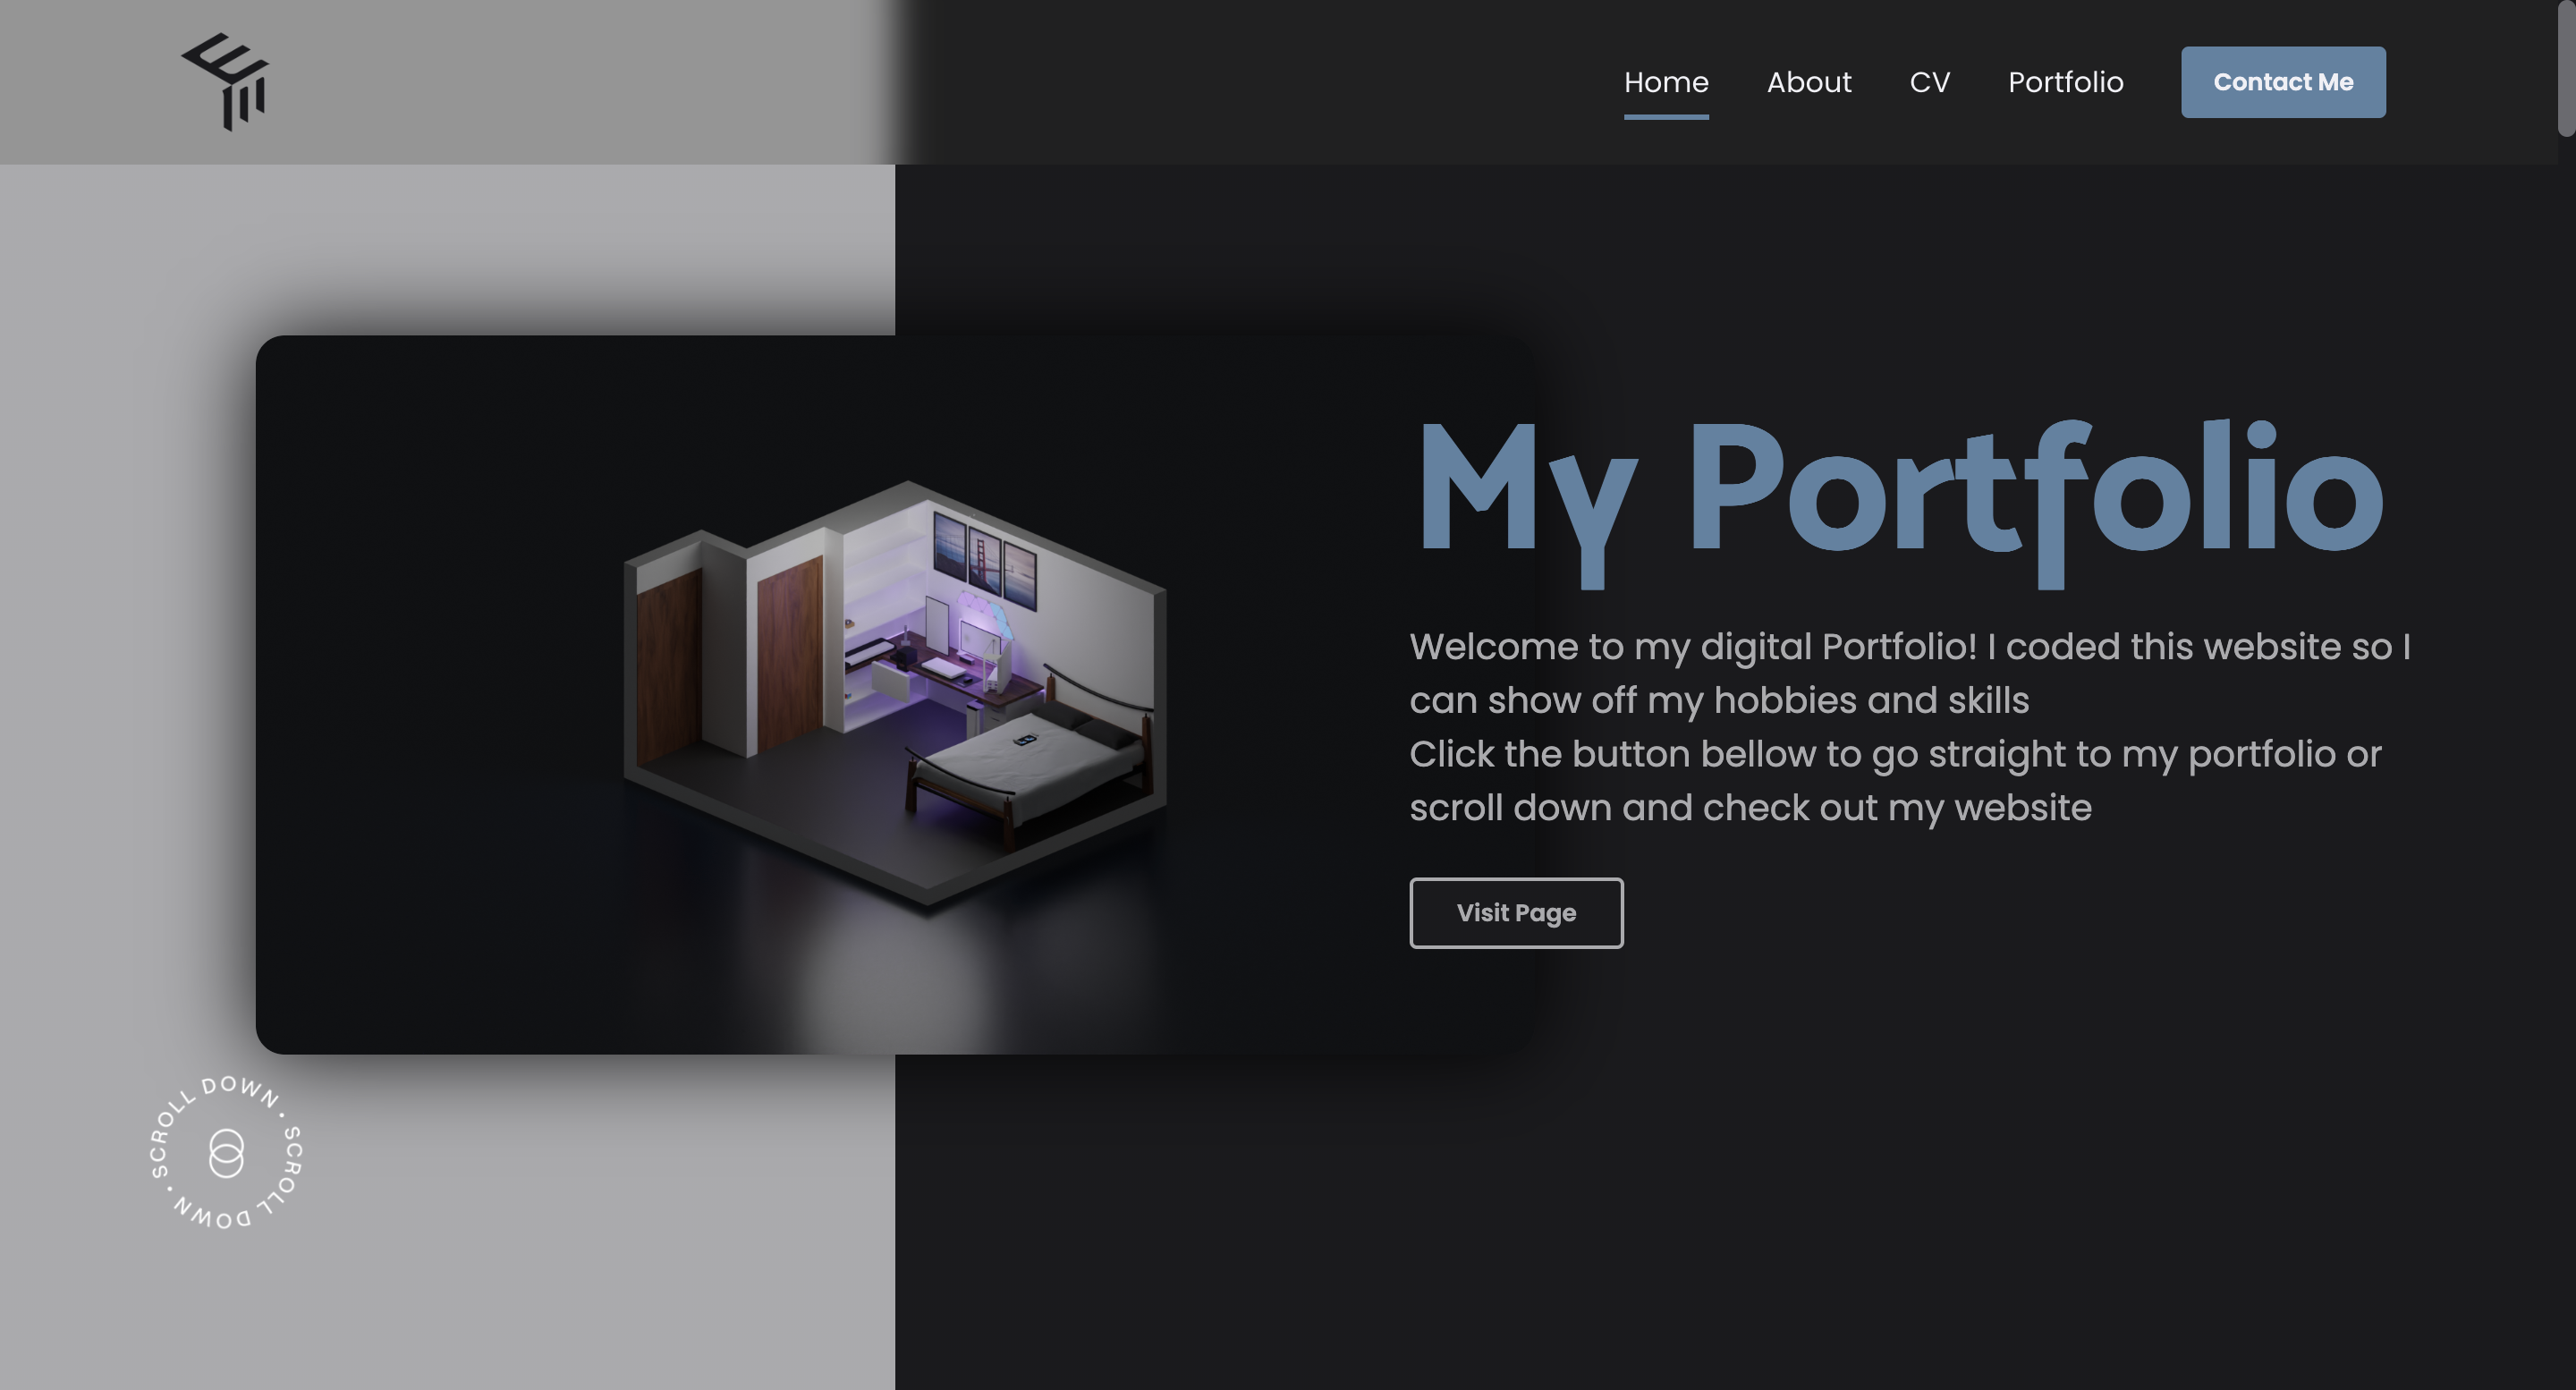 Home About CV Portfolio Contact Me
My Portfolio
Welcome to my digital Portfolio! I coded this website so I
can show off my hobbies and skills
Click the button bellow to go straight to my portfolio or
scroll down and check out my website
Visit Page
SCROLL DOWN • SCROLL DOWN •